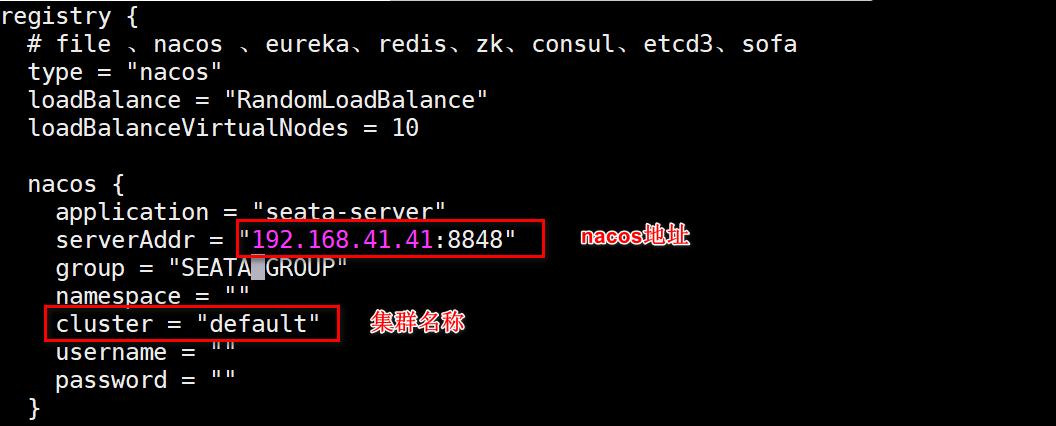 registry {
# file 、nacos 、eureka、redis、zk、consul、etcd3、sofa
type = "nacos"
loadBalance = "RandomLoadBalance"
loadBalanceVirtualNodes = 10
nacos {
application = "seata-server"
serverAddr = "192.168.41.41:8848" nacos地址
group = "SEATA_GROUP"
namespace = ""
cluster = "default" 集群名称
username = ""
password = ""
}